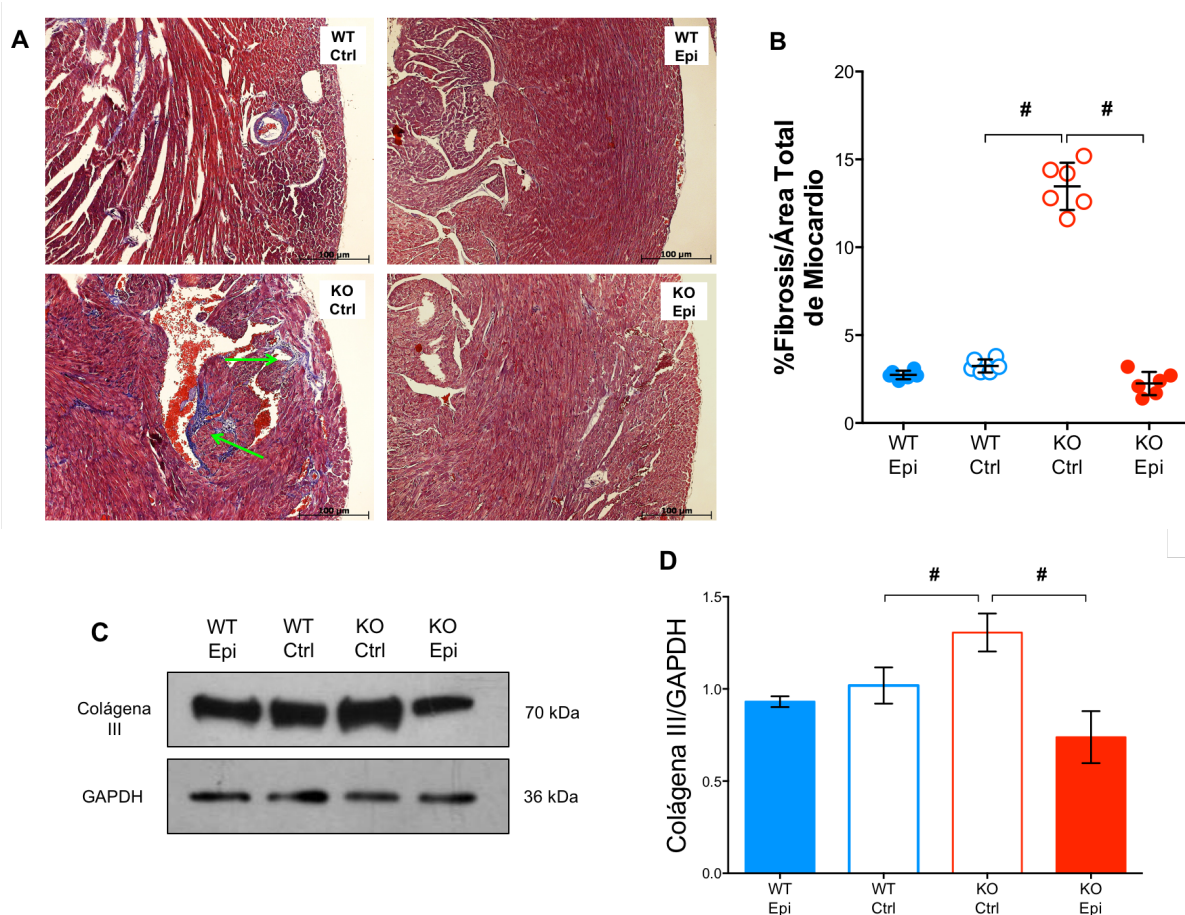 A
WT
Ctrl
100 µm
WT
Epi
100 µm
KO
Ctrl
100 µm
KO
Epi
100 µm
B
%Fibrosis/Área Total
de Miocardio
20
15
10
5
0
#
#
WT
Epi
WT
Ctrl
KO
Ctrl
KO
Epi
C
WT
Epi
WT
Ctrl
KO
Ctrl
KO
Epi
Colágena
III
70 kDa
GAPDH
36 kDa
D
Colágena III/GAPDH
1.5
1.0
0.5
0.0
#
#
WT
Epi
WT
Ctrl
KO
Ctrl
KO
Epi